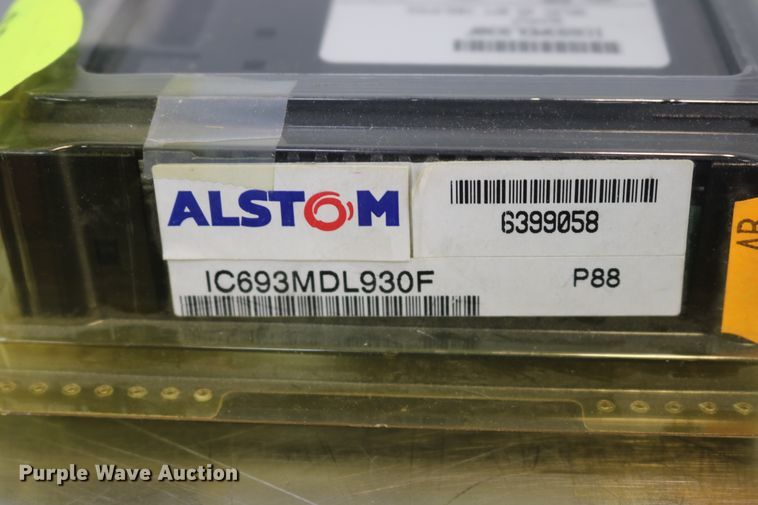 ALSTOM
6399058
IC693MDL930F P88
AB
Purple Wave Auction